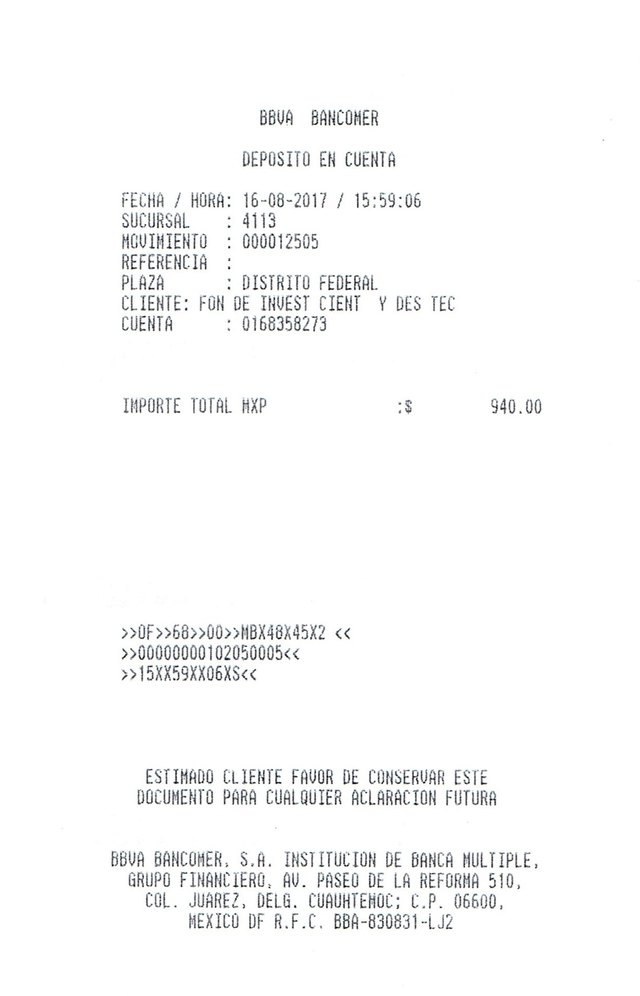 BBVA BANCOMER
DEPOSITO EN CUENTA
FECHA / HORA: 16-08-2017 / 15:59:06
SUCURSAL : 4113
MOVIMIENTO : 000012505
REFERENCIA :
PLAZA : DISTRITO FEDERAL
CLIENTE: FON DE INVEST CIENT Y DES TEC
CUENTA : 0168358273
IMPORTE TOTAL MXP :$ 940.00
>>0F>>68>>00>>MBX48X45X2 <<
>>00000000102050005<<
>>15XX59XX06XS<<
ESTIMADO CLIENTE FAVOR DE CONSERVAR ESTE
DOCUMENTO PARA CUALQUIER ACLARACION FUTURA
BBVA BANCOMER, S.A. INSTITUCION DE BANCA MULTIPLE,
GRUPO FINANCIERO, AV. PASEO DE LA REFORMA 510,
COL. JUAREZ, DELG. CUAUHTEMOC; C.P. 06600,
MEXICO DF R.F.C. BBA-830831-LJ2